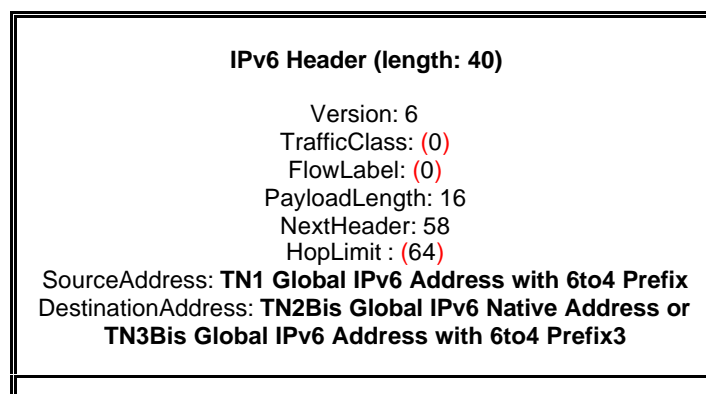 IPv6 Header (length: 40)
Version: 6
TrafficClass: (0)
FlowLabel: (0)
PayloadLength: 16
NextHeader: 58
HopLimit : (64)
SourceAddress: TN1 Global IPv6 Address with 6to4 Prefix
DestinationAddress: TN2Bis Global IPv6 Native Address or
TN3Bis Global IPv6 Address with 6to4 Prefix3